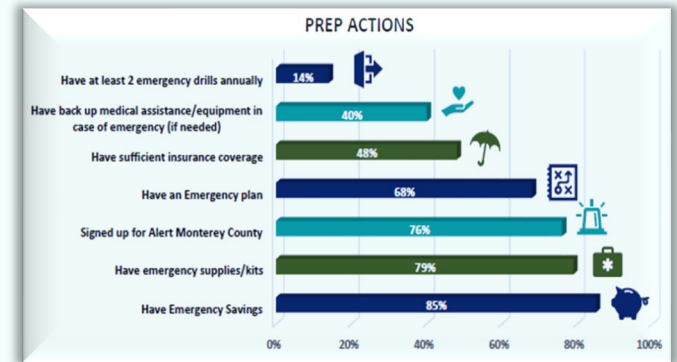 PREP ACTIONS
Have at least 2 emergency drills annually
14%
Have back up medical assistance/equipment in
case of emergency (if needed)
40%
Have sufficient insurance coverage
48%
Have an Emergency plan
68%
Signed up for Alert Monterey County
76%
Have emergency supplies/kits
79%
Have Emergency Savings
85%
0% 20% 40% 60% 80% 100%